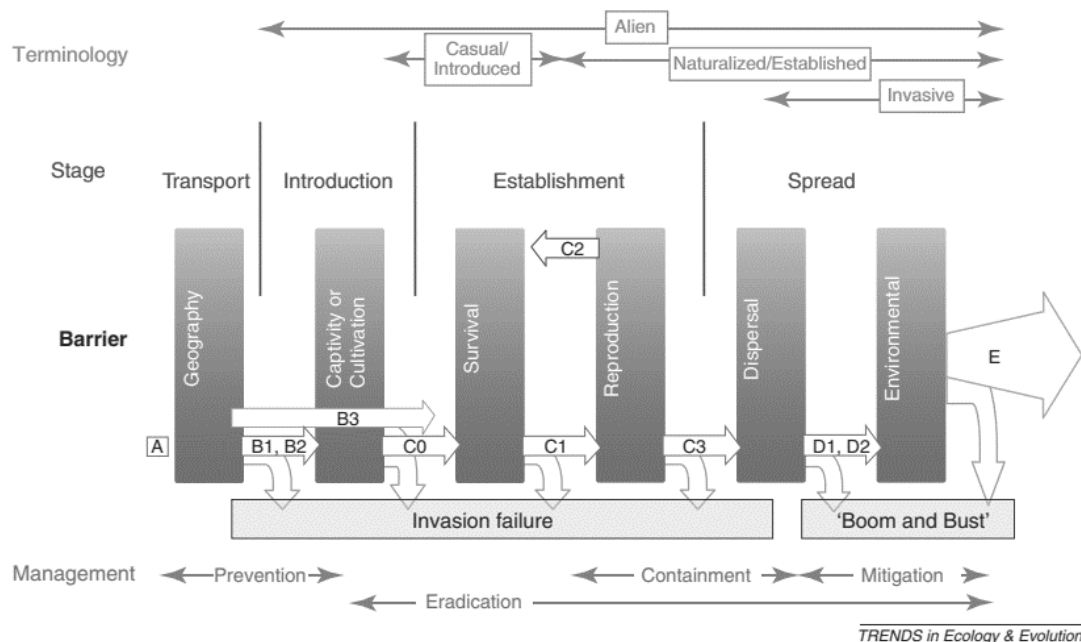 Terminology
Alien
Casual/
Introduced
Naturalized/Established
Invasive
Stage
Transport
Introduction
Establishment
Spread
Barrier
Geography
Captivity or
Cultivation
Survival
Reproduction
Dispersal
Environmental
C2
E
B3
A
B1, B2
C0
C1
C3
D1, D2
Invasion failure
‘Boom and Bust’
Management
Prevention
Containment
Mitigation
Eradication
TRENDS in Ecology & Evolution